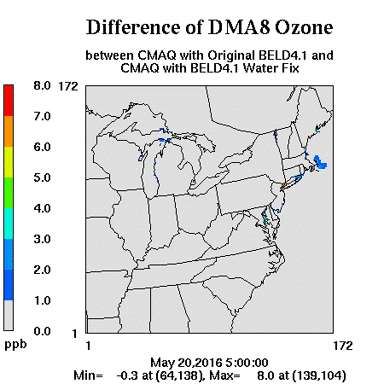 Difference of DMA8 Ozone
between CMAQ with Original BELD4.1 and
CMAQ with BELD4.1 Water Fix
8.0
7.0
6.0
5.0
4.0
3.0
2.0
1.0
0.0
ppb
172
1
1
172
May 20,2016 5:00:00
Min= -0.3 at (64,138), Max= 8.0 at (139,104)